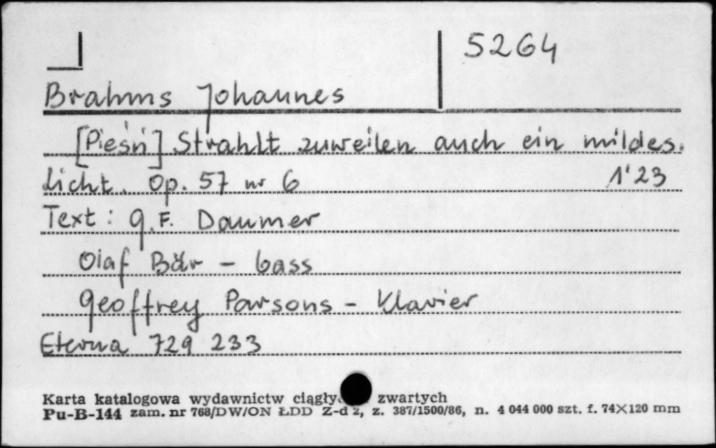 5264
Brahms Johannes
[Pieśń] Strahlt zuweilen auch ein mildes.
Licht. Op. 57 nr 6 1'23
Text: G.F. Daumer
Olaf Bär - bass
Geoffrey Parsons - Klavier
Eterna 729 233
Karta katalogowa wydawnictw ciągły zwartych
Pu-B-144 zam. nr 768/DW/ON ŁDD Z-d 2, z. 387/1500/86, n. 4 044 000 szt. f. 74×120 mm